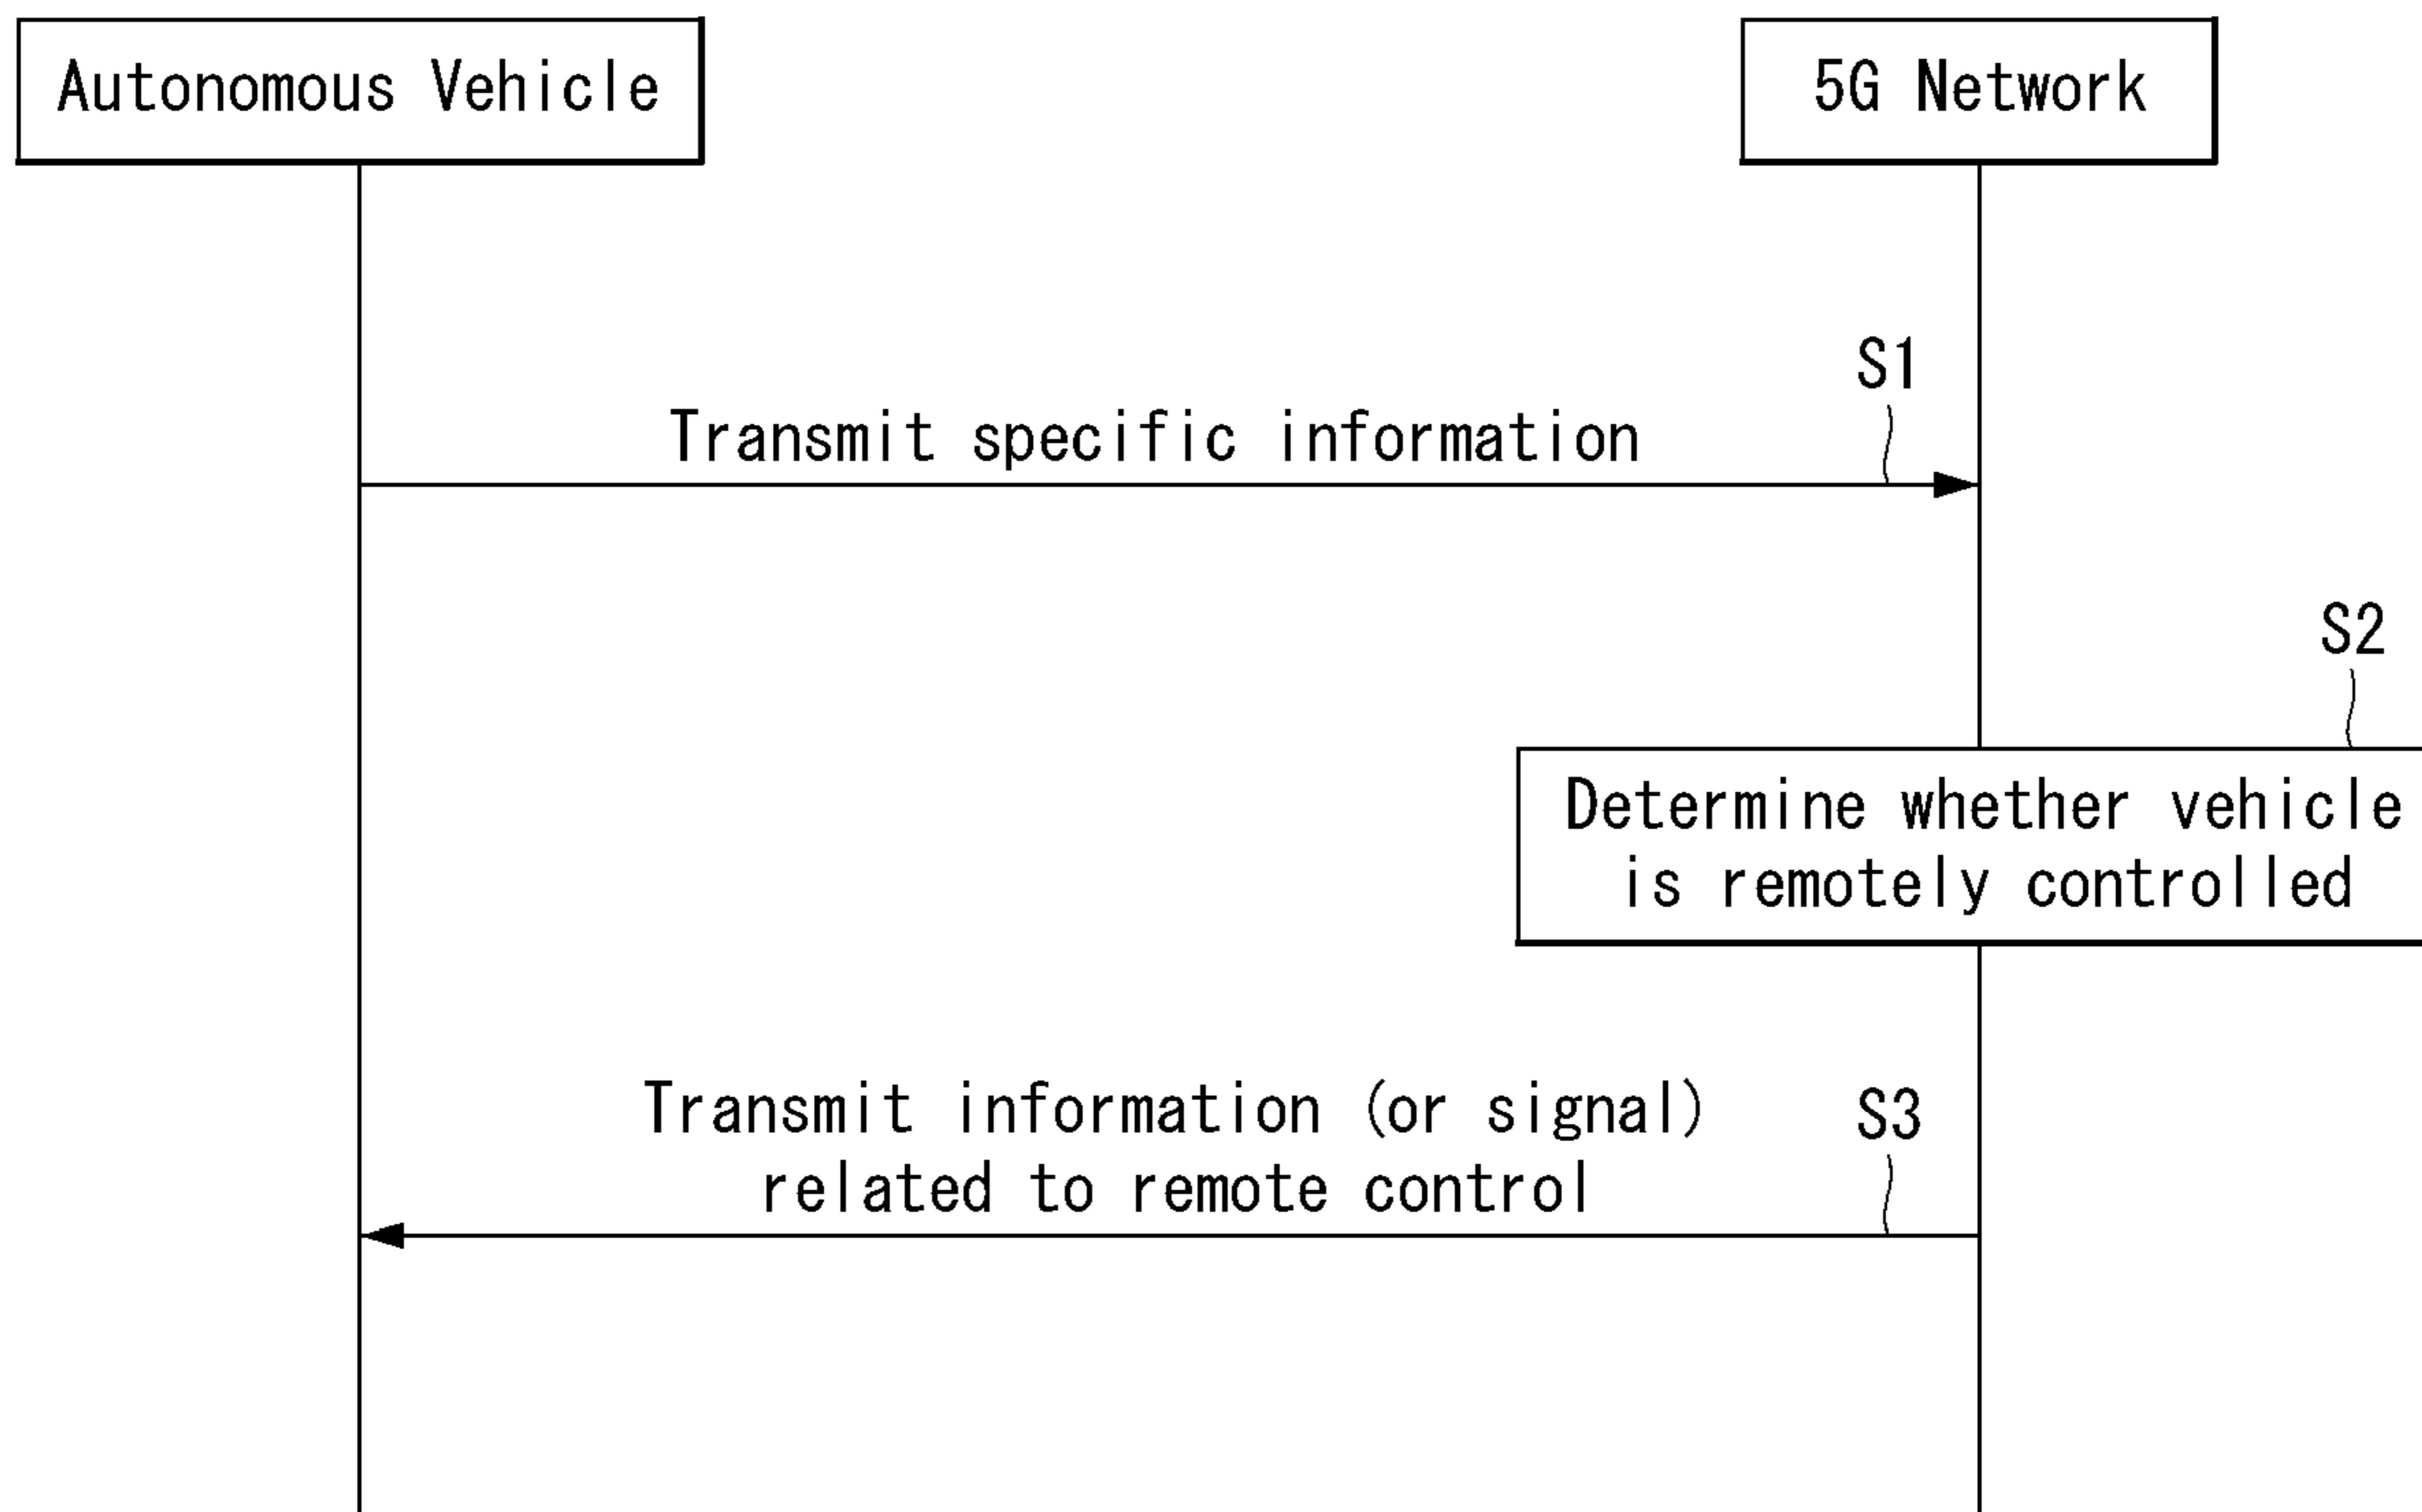 Autonomous Vehicle
5G Network
S1
Transmit specific information
S2
Determine whether vehicle
is remotely controlled
Transmit information (or signal)
related to remote control
S3